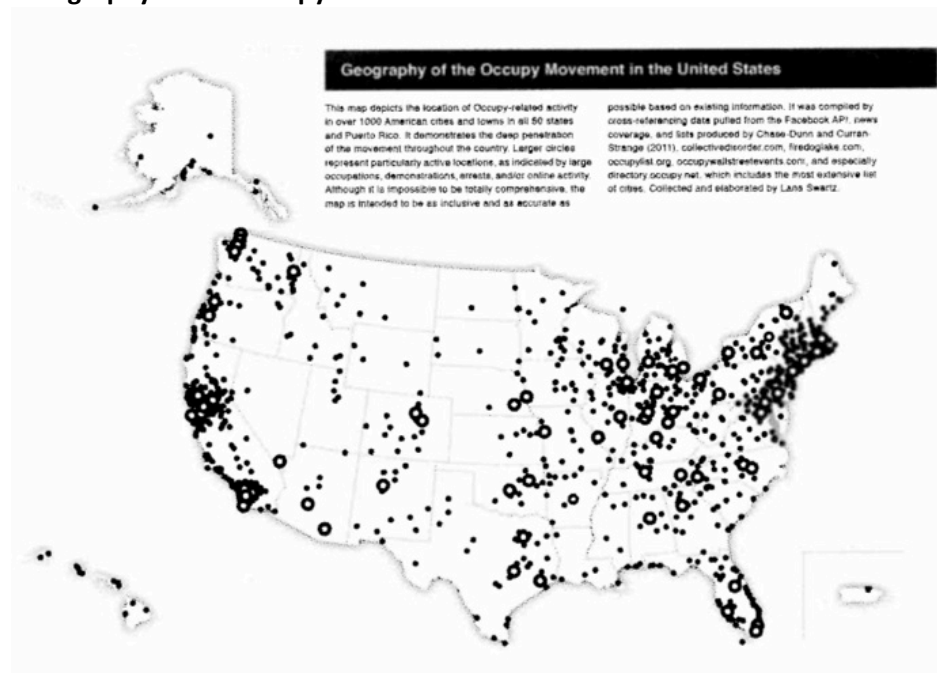 Geography of the Occupy Movement in the United States
This map depicts the location of Occupy-related activity
in over 1000 American cities and towns in all 50 states
and Puerto Rico. It demonstrates the deep penetration
of the movement throughout the country. Larger circles
represent particularly active locations, as indicated by large
occupations, demonstrations, arrests, and/or online activity.
Although it is impossible to be totally comprehensive, the
map is intended to be as inclusive and as accurate as
possible based on existing information. It was compiled by
cross-referencing data pulled from the Facebook API, news
coverage, and lists produced by Chase-Dunn and Curran-
Strange (2011), collectivedisorder.com, firedoglake.com,
occupylist.org, occupywallstreetevents.com, and especially
directory.occupy.net, which includes the most extensive list
of cities. Collected and elaborated by Lana Swartz.